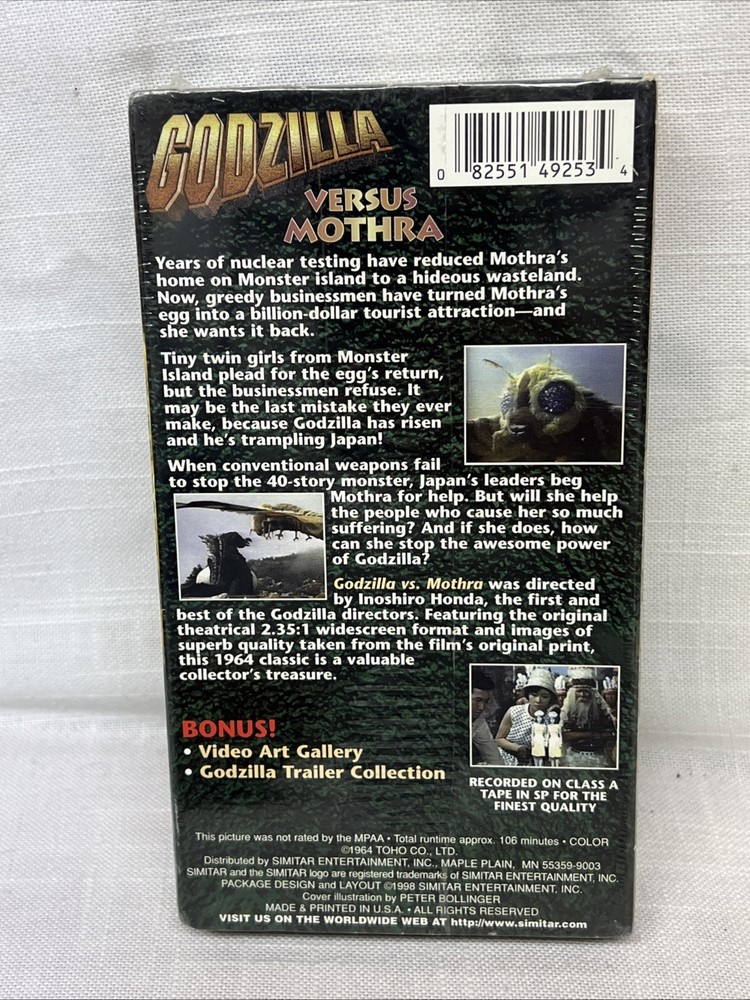 GODZILLA
0 82551 49253 4
VERSUS
MOTHRA
Years of nuclear testing have reduced Mothra's
home on Monster island to a hideous wasteland.
Now, greedy businessmen have turned Mothra's
egg into a billion-dollar tourist attraction—and
she wants it back.
Tiny twin girls from Monster
Island plead for the egg's return,
but the businessmen refuse. It
may be the last mistake they ever
make, because Godzilla has risen
and he's trampling Japan!
When conventional weapons fail
to stop the 40-story monster, Japan's leaders beg
Mothra for help. But will she help
the people who cause her so much
suffering? And if she does, how
can she stop the awesome power
of Godzilla?
Godzilla vs. Mothra was directed
by Inoshiro Honda, the first and
best of the Godzilla directors. Featuring the original
theatrical 2.35:1 widescreen format and images of
superb quality taken from the film's original print,
this 1964 classic is a valuable
collector's treasure.
BONUS!
• Video Art Gallery
• Godzilla Trailer Collection
RECORDED ON CLASS A
TAPE IN SP FOR THE
FINEST QUALITY
This picture was not rated by the MPAA • Total runtime approx. 106 minutes • COLOR
©1964 TOHO CO., LTD.
Distributed by SIMITAR ENTERTAINMENT, INC., MAPLE PLAIN, MN 55359-9003
SIMITAR and the SIMITAR logo are registered trademarks of SIMITAR ENTERTAINMENT, INC.
PACKAGE DESIGN and LAYOUT ©1998 SIMITAR ENTERTAINMENT, INC.
Cover illustration by PETER BOLLINGER
MADE & PRINTED IN U.S.A. • ALL RIGHTS RESERVED
VISIT US ON THE WORLDWIDE WEB AT http://www.simitar.com